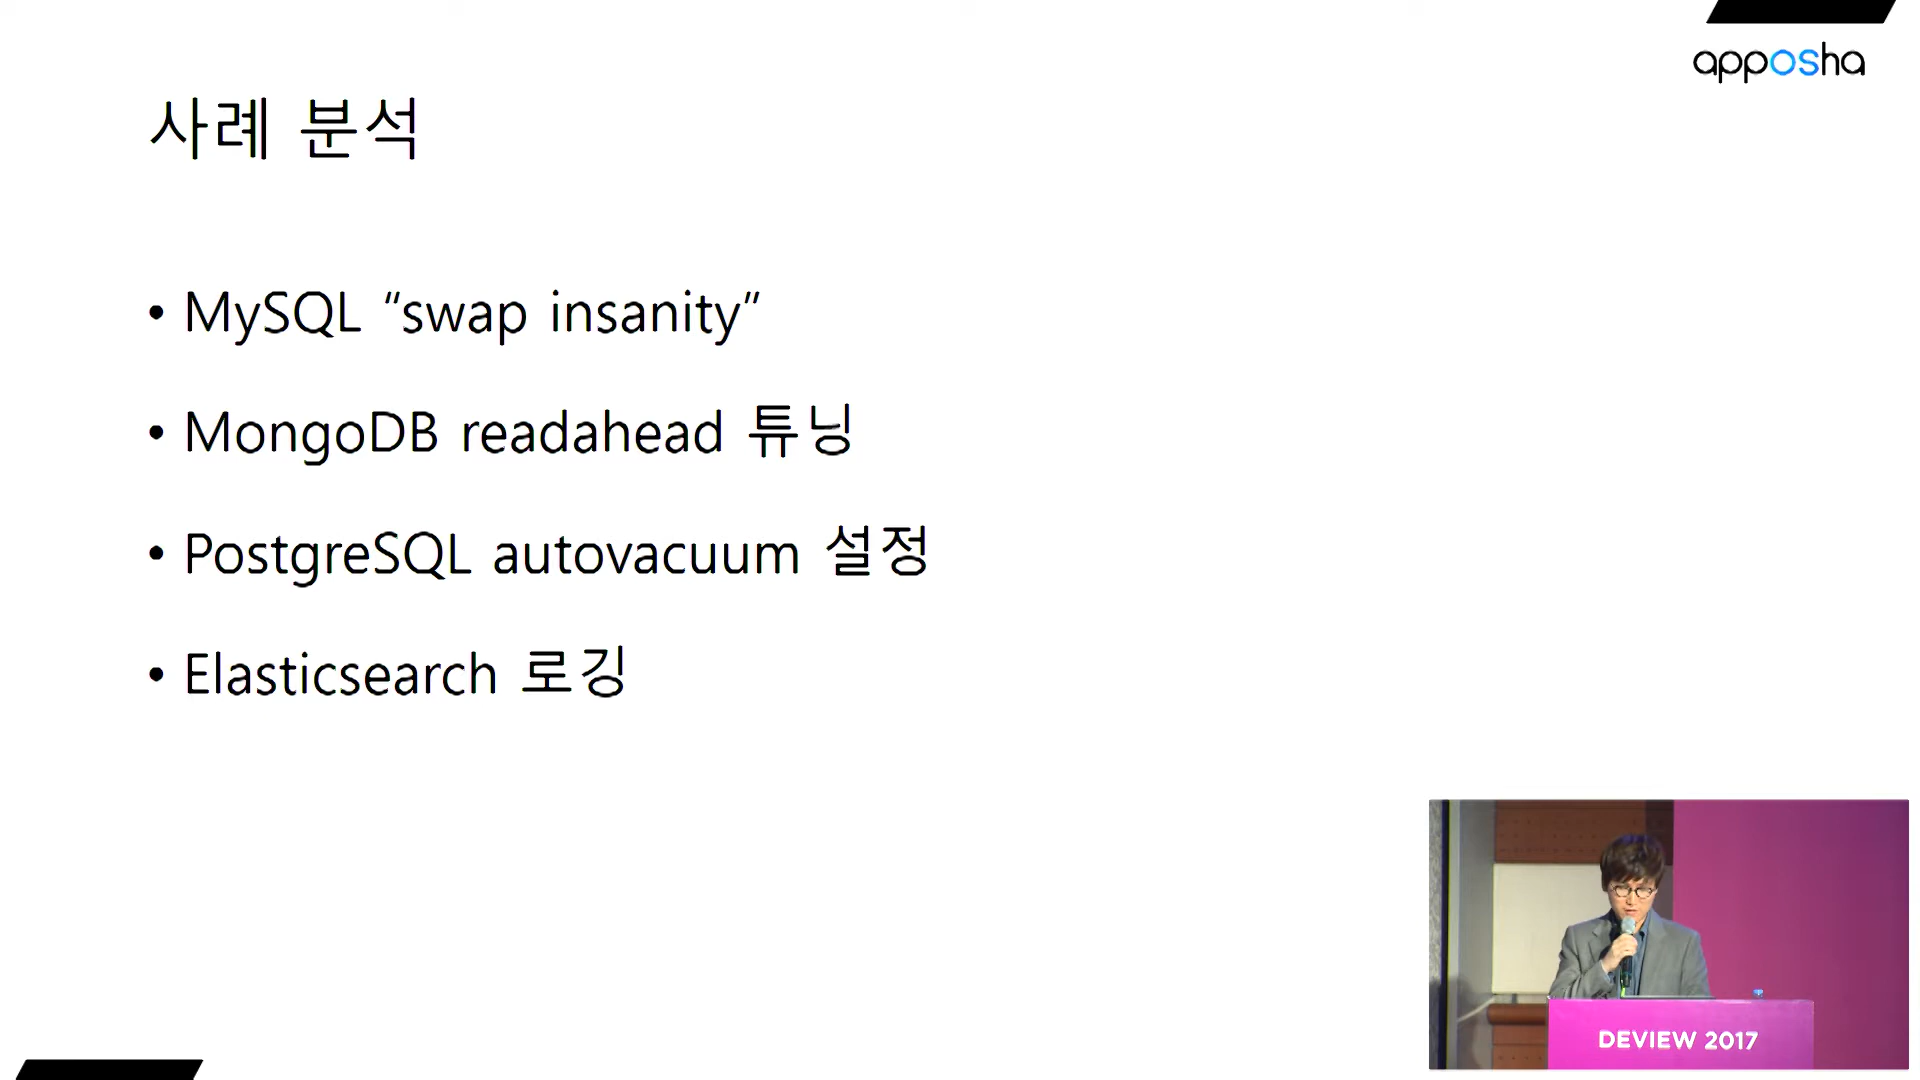 apposha
사례 분석
• MySQL “swap insanity”
• MongoDB readahead 튜닝
• PostgreSQL autovacuum 설정
• Elasticsearch 로깅
DEVIEW 2017